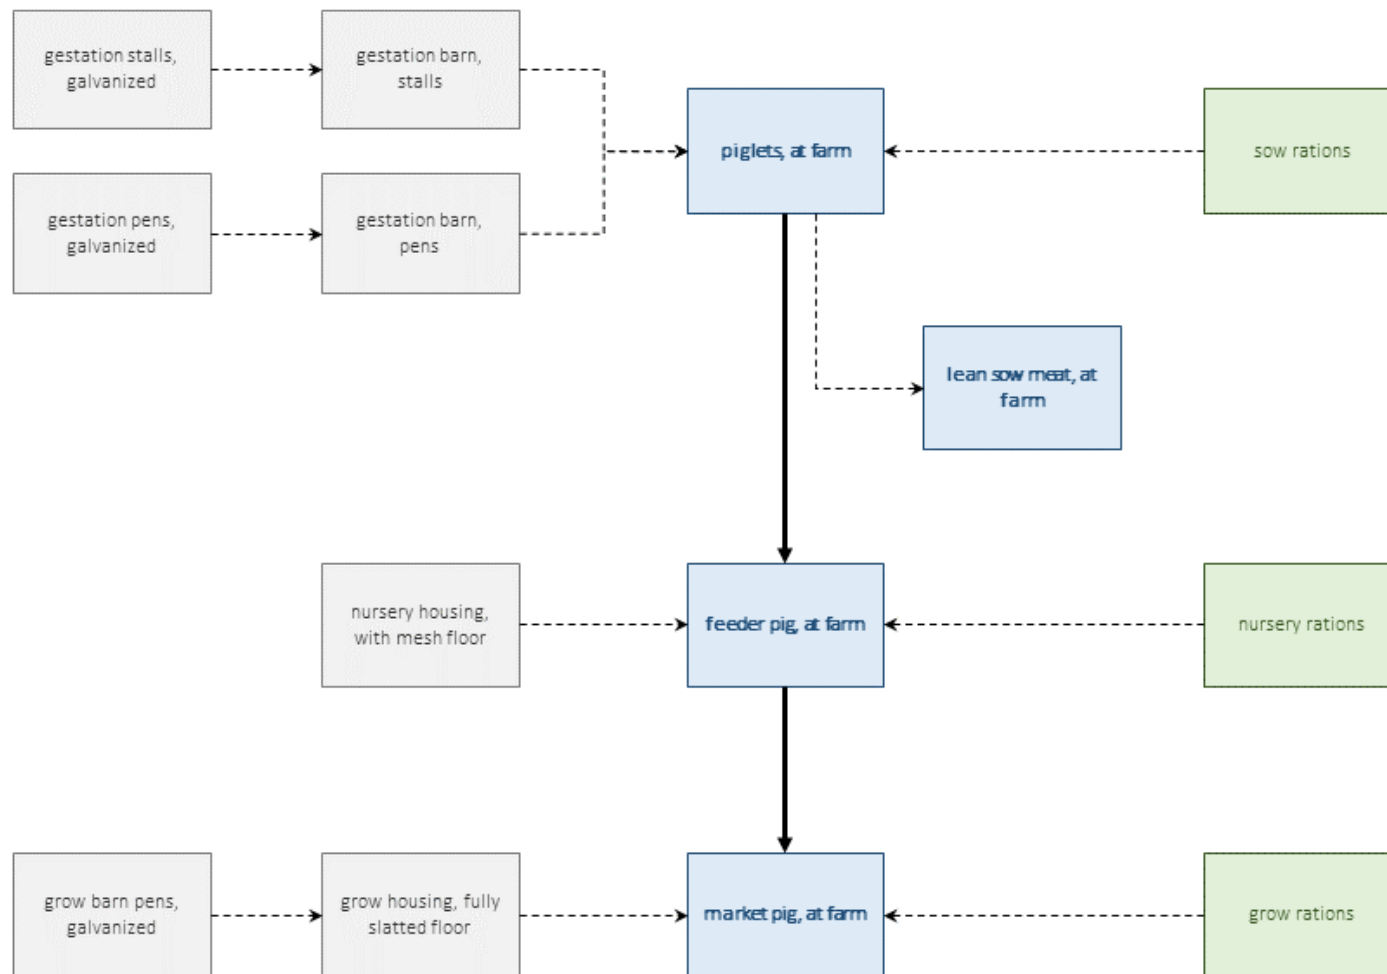 gestation stalls,
galvanized
gestation barn,
stalls
piglets, at farm
sow rations
gestation pens,
galvanized
gestation barn,
pens
lean sow meat, at
farm
nursery housing,
with mesh floor
feeder pig, at farm
nursery rations
grow barn pens,
galvanized
grow housing, fully
slatted floor
market pig, at farm
grow rations